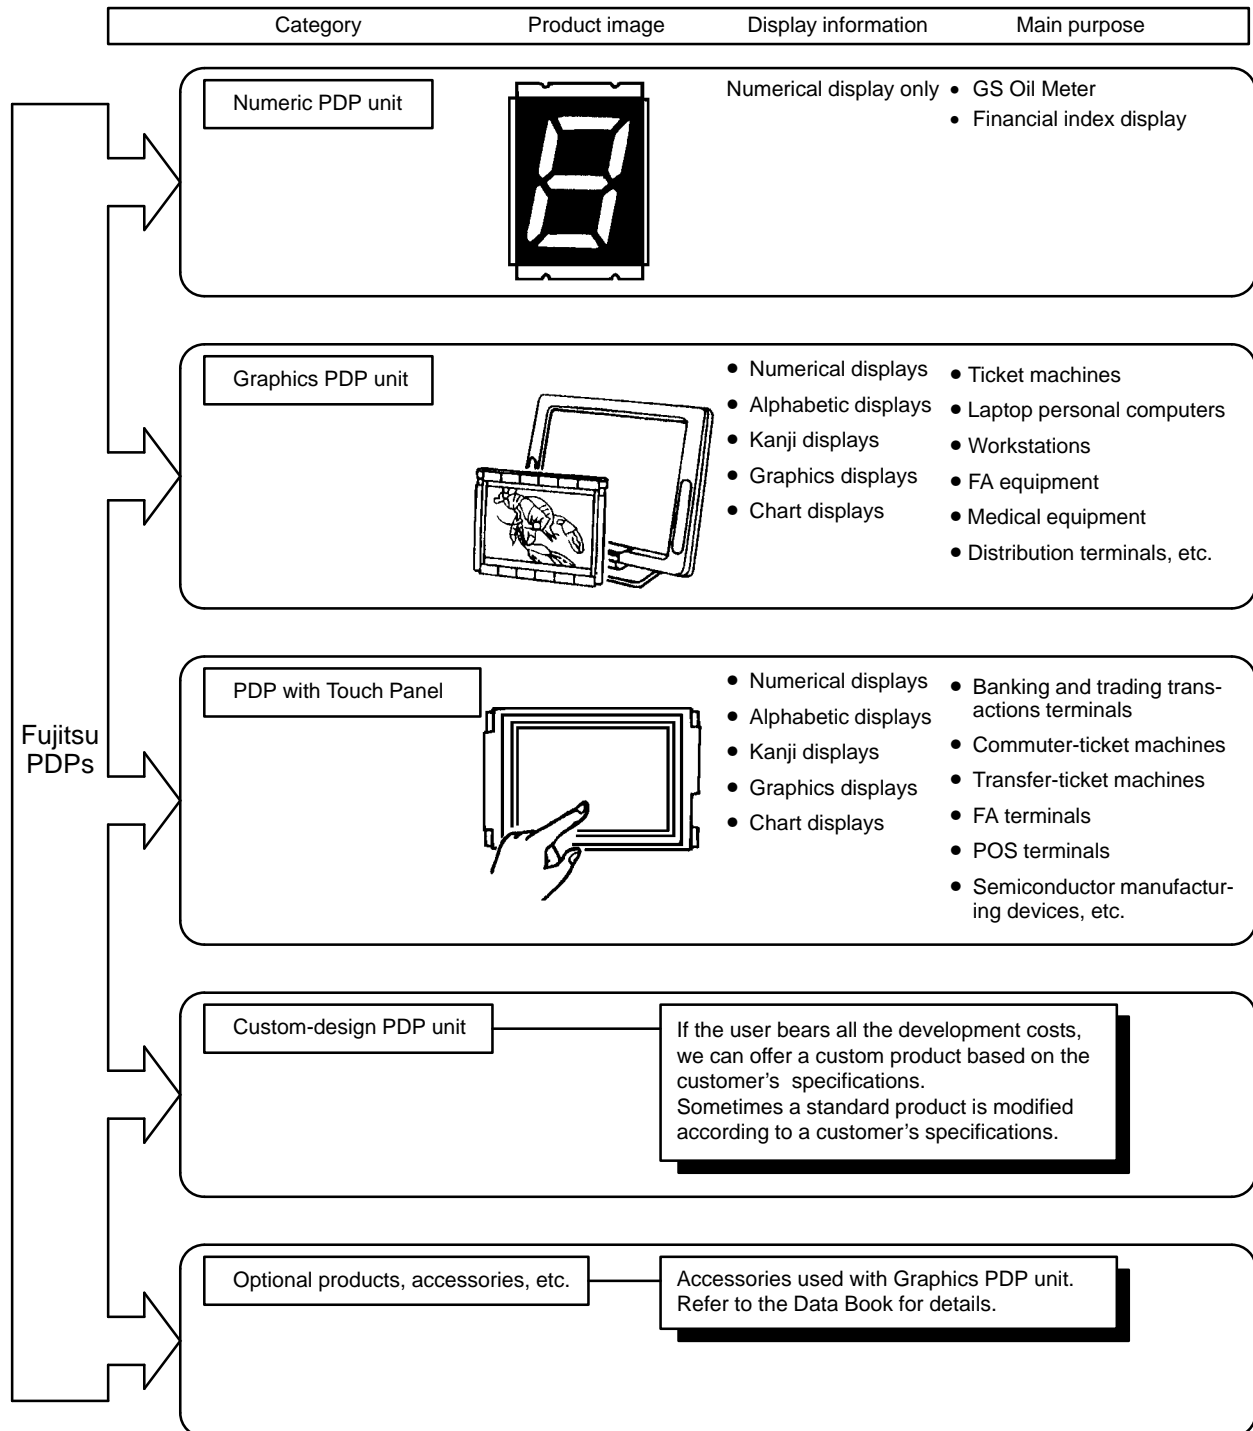 Category Product image Display information Main purpose
Fujitsu
PDPs
Numeric PDP unit
Numerical display only
• GS Oil Meter
• Financial index display
Graphics PDP unit
• Numerical displays
• Alphabetic displays
• Kanji displays
• Graphics displays
• Chart displays
• Ticket machines
• Laptop personal computers
• Workstations
• FA equipment
• Medical equipment
• Distribution terminals, etc.
PDP with Touch Panel
• Numerical displays
• Alphabetic displays
• Kanji displays
• Graphics displays
• Chart displays
• Banking and trading trans-
actions terminals
• Commuter-ticket machines
• Transfer-ticket machines
• FA terminals
• POS terminals
• Semiconductor manufactur-
ing devices, etc.
Custom-design PDP unit
If the user bears all the development costs,
we can offer a custom product based on the
customer’s specifications.
Sometimes a standard product is modified
according to a customer’s specifications.
Optional products, accessories, etc.
Accessories used with Graphics PDP unit.
Refer to the Data Book for details.